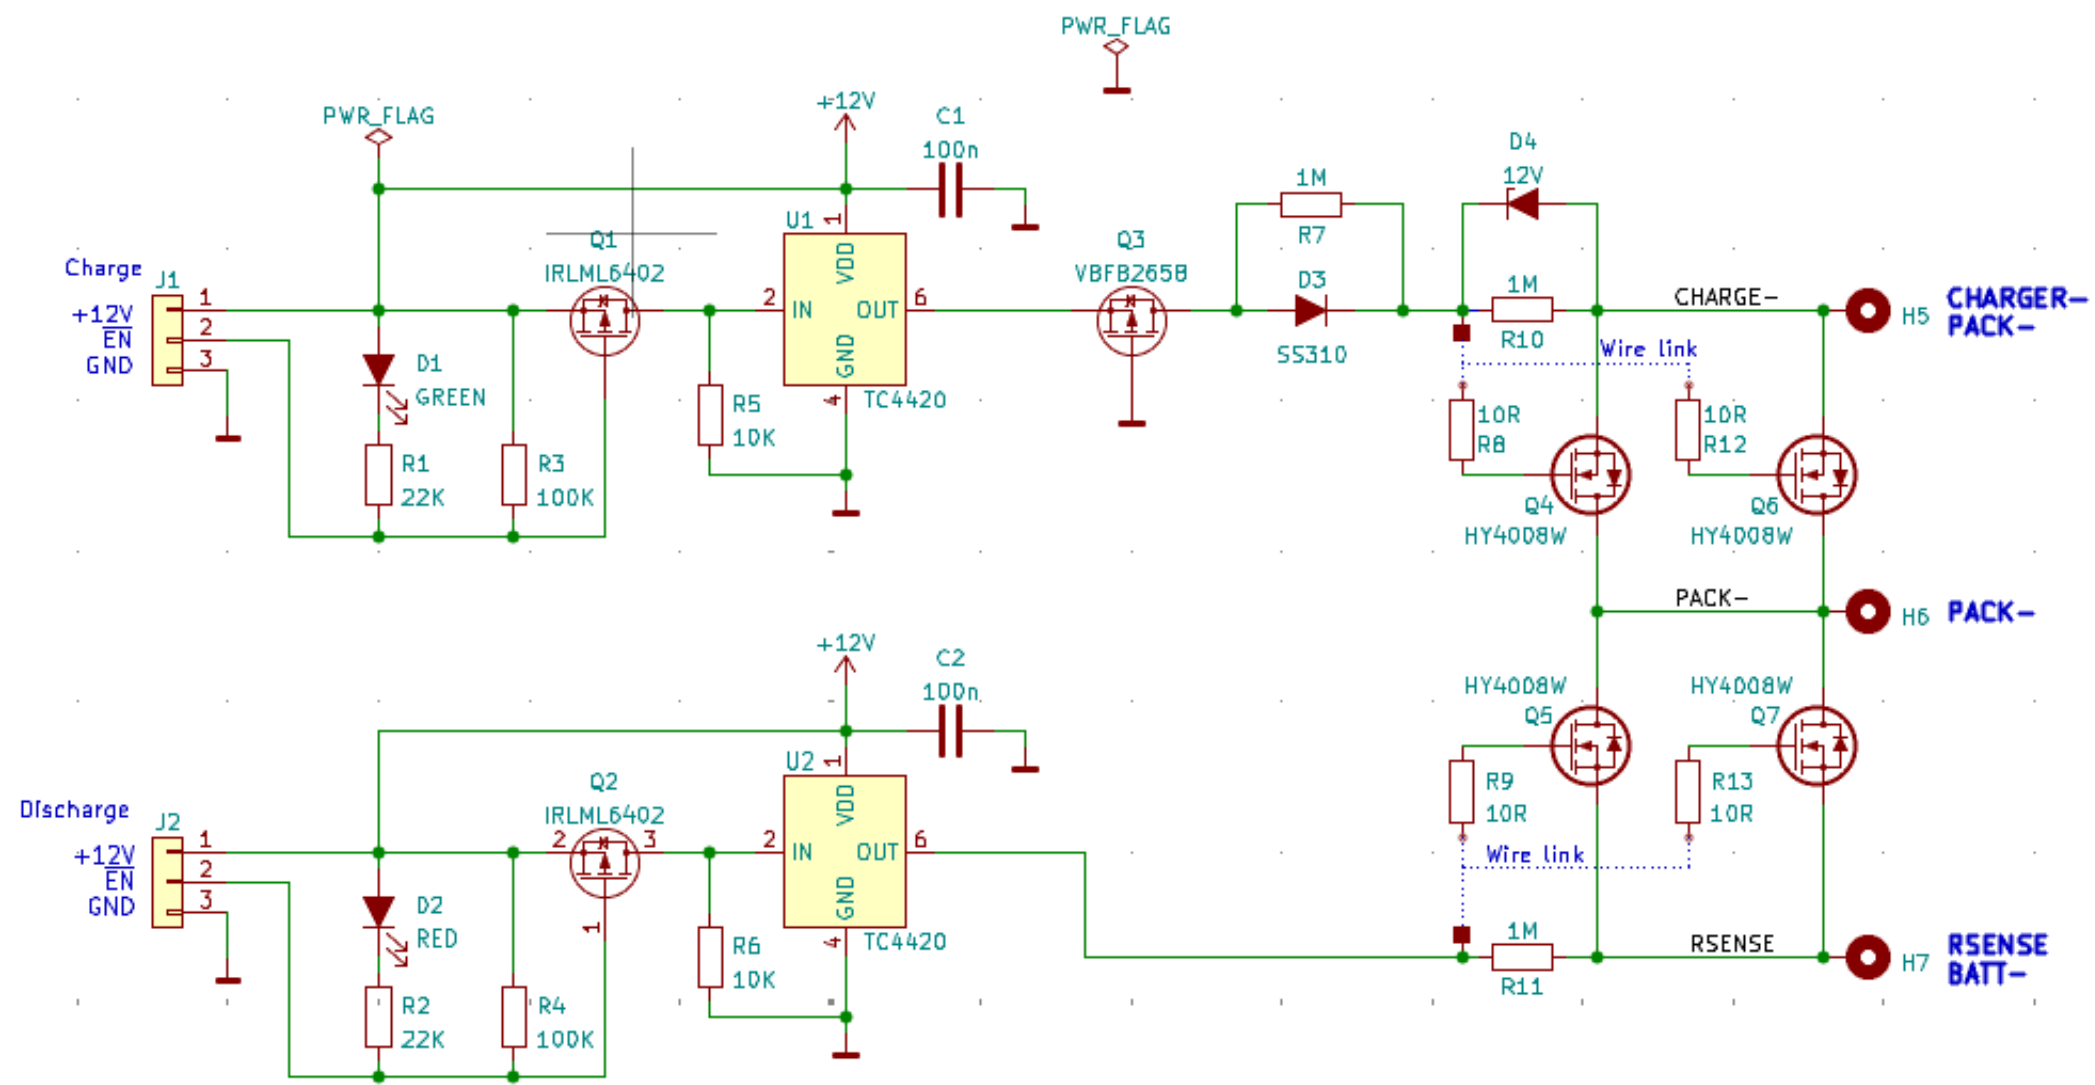 PWR_FLAG
PWR_FLAG
+12V
C1
100n
D4
12V
1M
R7
U1
1
VDD
Q1
IRLML6402
Q3
VBFB265B
Charge
J1
+12V
EN
GND
1
2
3
2
IN
OUT
6
D3
SS310
1M
R10
CHARGE-
H5
CHARGER-
PACK-
Wire link
GND
4
TC4420
D1
GREEN
R5
10K
10R
R8
10R
R12
R1
22K
R3
100K
Q4
HY4008W
Q6
HY4008W
PACK-
H6
PACK-
+12V
C2
100n
HY4008W
Q5
HY4008W
Q7
U2
1
VDD
Q2
IRLML6402
Discharge
J2
+12V
EN
GND
1
2
3
2
3
1
2
IN
OUT
6
GND
4
TC4420
R9
10R
R13
10R
Wire link
D2
RED
R6
10K
1M
R11
RSENSE
H7
RSENSE
BATT-
R2
22K
R4
100K